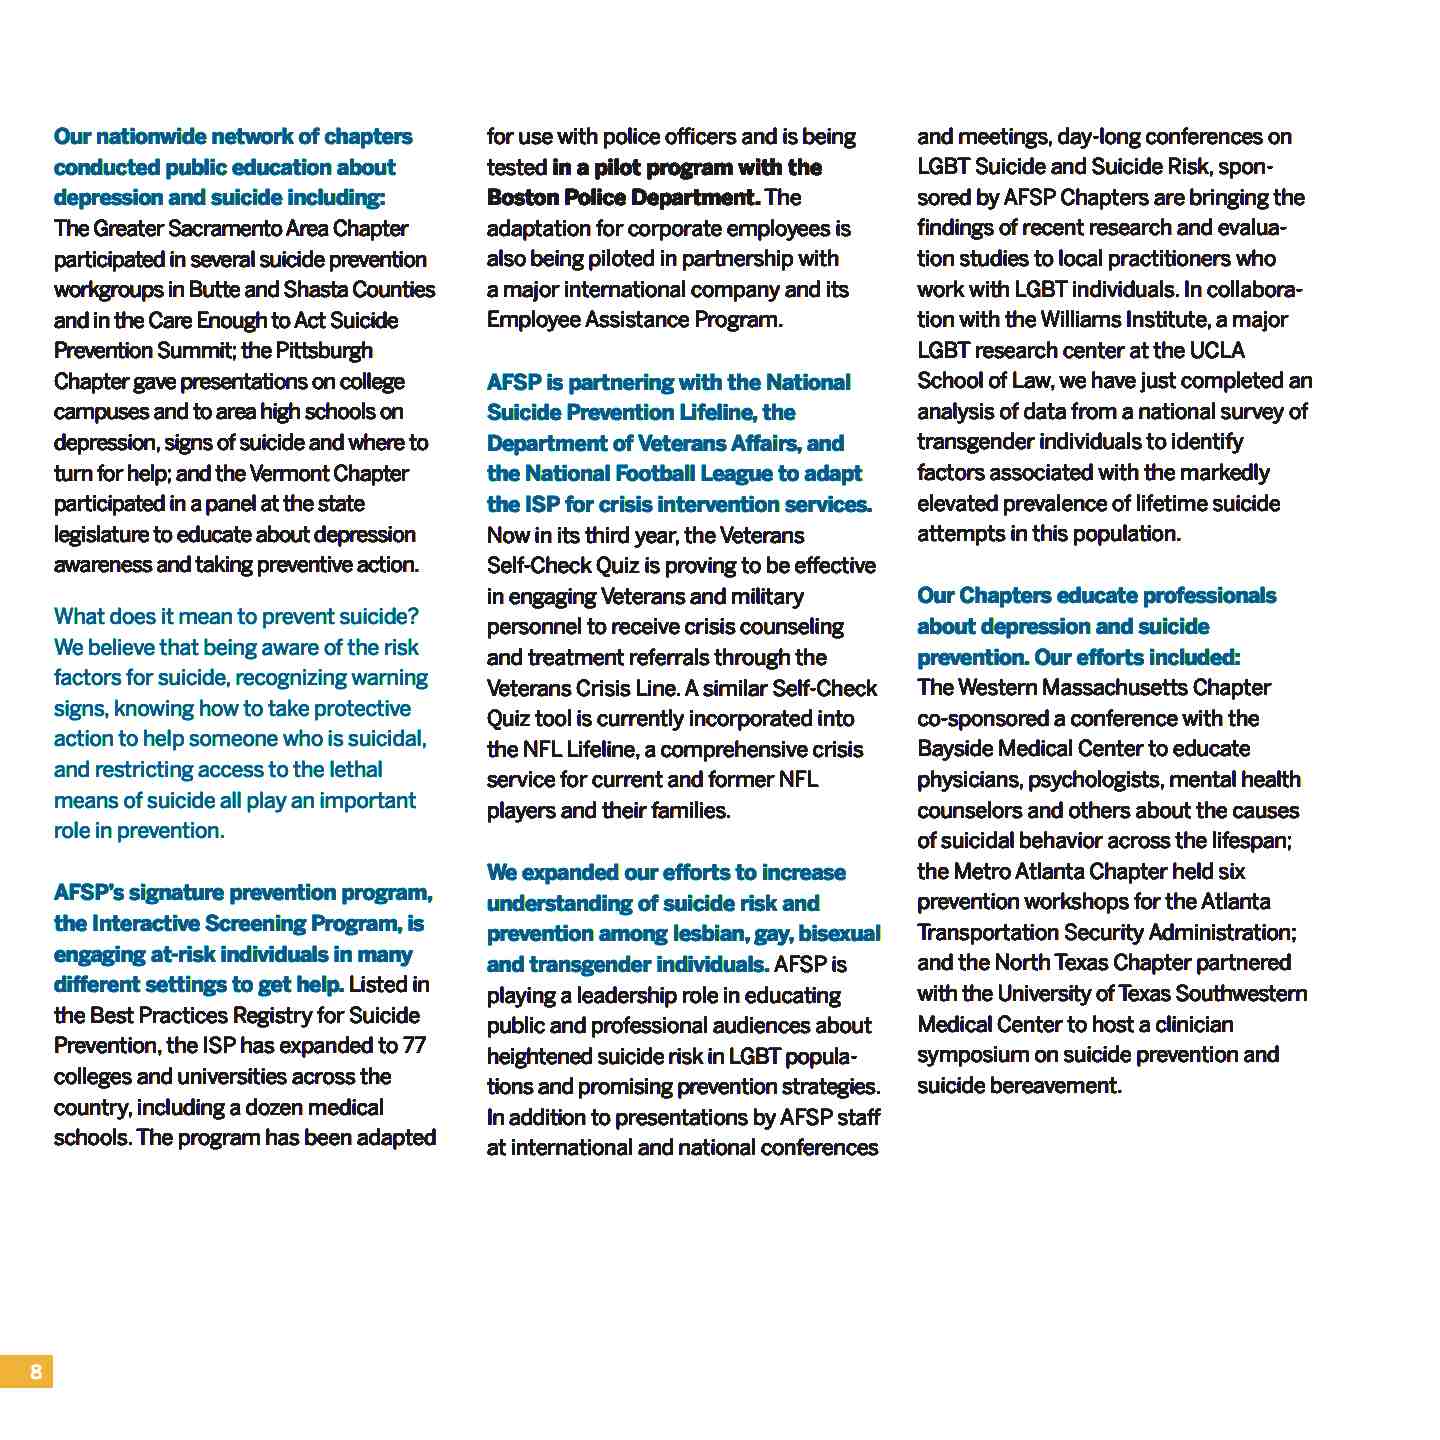 Our nationwide network of chapters
conducted public education about
depression and suicide including:
The Greater Sacramento Area Chapter
participated in several suicide prevention
workgroups in Butte and Shasta Counties
and in the Care Enough to Act Suicide
Prevention Summit; the Pittsburgh
Chapter gave presentations on college
campuses and to area high schools on
depression, signs of suicide and where to
turn for help; and the Vermont Chapter
participated in a panel at the state
legislature to educate about depression
awareness and taking preventive action.
What does it mean to prevent suicide?
We believe that being aware of the risk
factors for suicide, recognizing warning
signs, knowing how to take protective
action to help someone who is suicidal,
and restricting access to the lethal
means of suicide all play an important
role in prevention.
AFSP's signature prevention program,
the Interactive Screening Program, is
engaging at-risk individuals in many
different settings to get help. Listed in
the Best Practices Registry for Suicide
Prevention, the ISP has expanded to 77
colleges and universities across the
country, including a dozen medical
schools. The program has been adapted
for use with police officers and is being
tested in a pilot program with the
Boston Police Department. The
adaptation for corporate employees is
also being piloted in partnership with
a major international company and its
Employee Assistance Program.
AFSP is partnering with the National
Suicide Prevention Lifeline, the
Department of Veterans Affairs, and
the National Football League to adapt
the ISP for crisis intervention services.
Now in its third year, the Veterans
Self-Check Quiz is proving to be effective
in engaging Veterans and military
personnel to receive crisis counseling
and treatment referrals through the
Veterans Crisis Line. A similar Self-Check
Quiz tool is currently incorporated into
the NFL Lifeline, a comprehensive crisis
service for current and former NFL
players and their families.
We expanded our efforts to increase
understanding of suicide risk and
prevention among lesbian, gay, bisexual
and transgender individuals. AFSP is
playing a leadership role in educating
public and professional audiences about
heightened suicide risk in LGBT popula-
tions and promising prevention strategies.
In addition to presentations by AFSP staff
at international and national conferences
and meetings, day-long conferences on
LGBT Suicide and Suicide Risk, spon-
sored by AFSP Chapters are bringing the
findings of recent research and evalua-
tion studies to local practitioners who
work with LGBT individuals. In collabora-
tion with the Williams Institute, a major
LGBT research center at the UCLA
School of Law, we have just completed an
analysis of data from a national survey of
transgender individuals to identify
factors associated with the markedly
elevated prevalence of lifetime suicide
attempts in this population.
Our Chapters educate professionals
about depression and suicide
prevention. Our efforts included:
The Western Massachusetts Chapter
co-sponsored a conference with the
Bayside Medical Center to educate
physicians, psychologists, mental health
counselors and others about the causes
of suicidal behavior across the lifespan;
the Metro Atlanta Chapter held six
prevention workshops for the Atlanta
Transportation Security Administration;
and the North Texas Chapter partnered
with the University of Texas Southwestern
Medical Center to host a clinician
symposium on suicide prevention and
suicide bereavement.
8